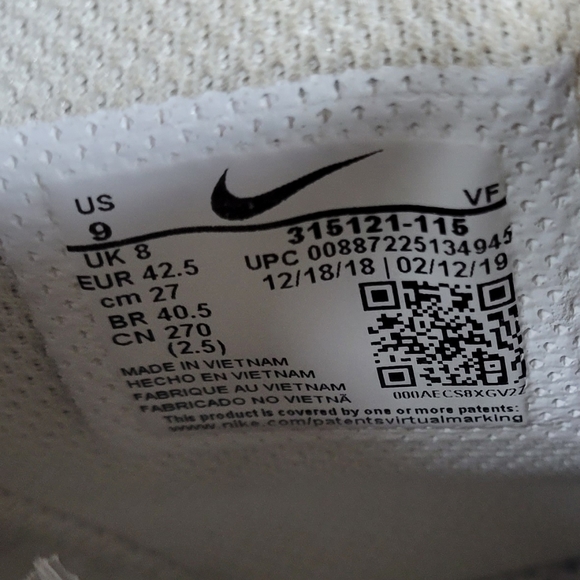 US
9
UK 8
EUR 42.5
cm 27
BR 40.5
CN 270
(2.5)
VF
315121-115
UPC 00887225134945
12/18/18 | 02/12/19
000AECS8XGV2
MADE IN VIETNAM
HECHO EN VIETNAM
FABRIQUE AU VIETNAM
FABRICADO NO VIETNÃ
This product is covered by one or more patents:
www.nike.com/patentsvirtualmarking